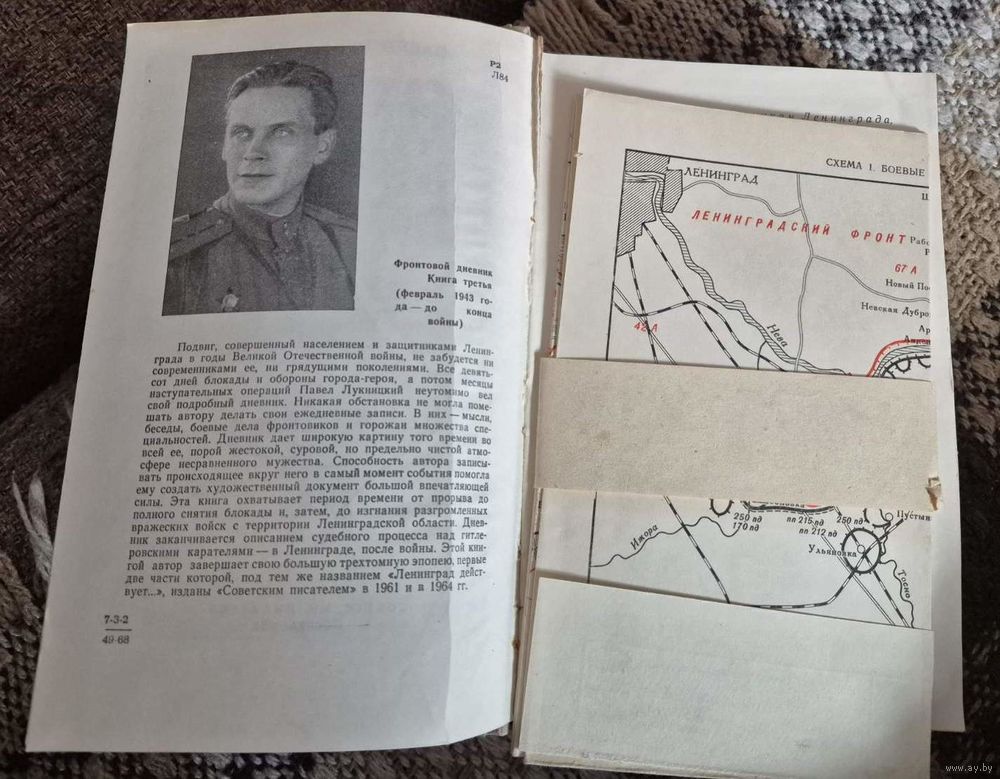 Р2
Л84
Фронтовой дневник
Книга третья
(февраль 1943 го-
да — до конца
войны)
Подвиг, совершенный населением и защитниками Ленин-
града в годы Великой Отечественной войны, не забудется ни
современниками ее, ни грядущими поколениями. Все девять-
сот дней блокады и обороны города-героя, а потом месяцы
наступательных операций Павел Лукницкий неутомимо вел
свой подробный дневник. Никакая обстановка не могла поме-
шать автору делать свои ежедневные записи. В них — мысли,
беседы, боевые дела фронтовиков и горожан множества спе-
циальностей. Дневник дает широкую картину того времени во
всей ее, порой жестокой, суровой, но предельно чистой атмо-
сфере несравненного мужества. Способность автора записы-
вать происходящее вкруг него в самый момент события помогла
ему создать художественный документ большой впечатляющей
силы. Эта книга охватывает период времени от прорыва до
полного снятия блокады и, затем, до изгнания разгромленных
вражеских войск с территории Ленинградской области. Днев-
ник заканчивается описанием судебного процесса над гитле-
ровскими карателями — в Ленинграде, после войны. Этой кни-
гой автор завершает свою большую трехтомную эпопею, первые
две части которой, под тем же названием «Ленинград дейст-
вует...», изданы «Советским писателем» в 1961 и в 1964 гг.
7-3-2
49-68
Ленинграда,
СХЕМА 1. БОЕВЫЕ
ЛЕНИНГРАД
ЛЕНИНГРАДСКИЙ ФРОНТ
Рабо
67 А
Новый По
Невская Дубро
42 А
Нева
250 пд
170 пд
пп 215 пд
пп 212 пд
250 пд
Пустын
Ижора
Ульяновка
Тосна
www.ay.by